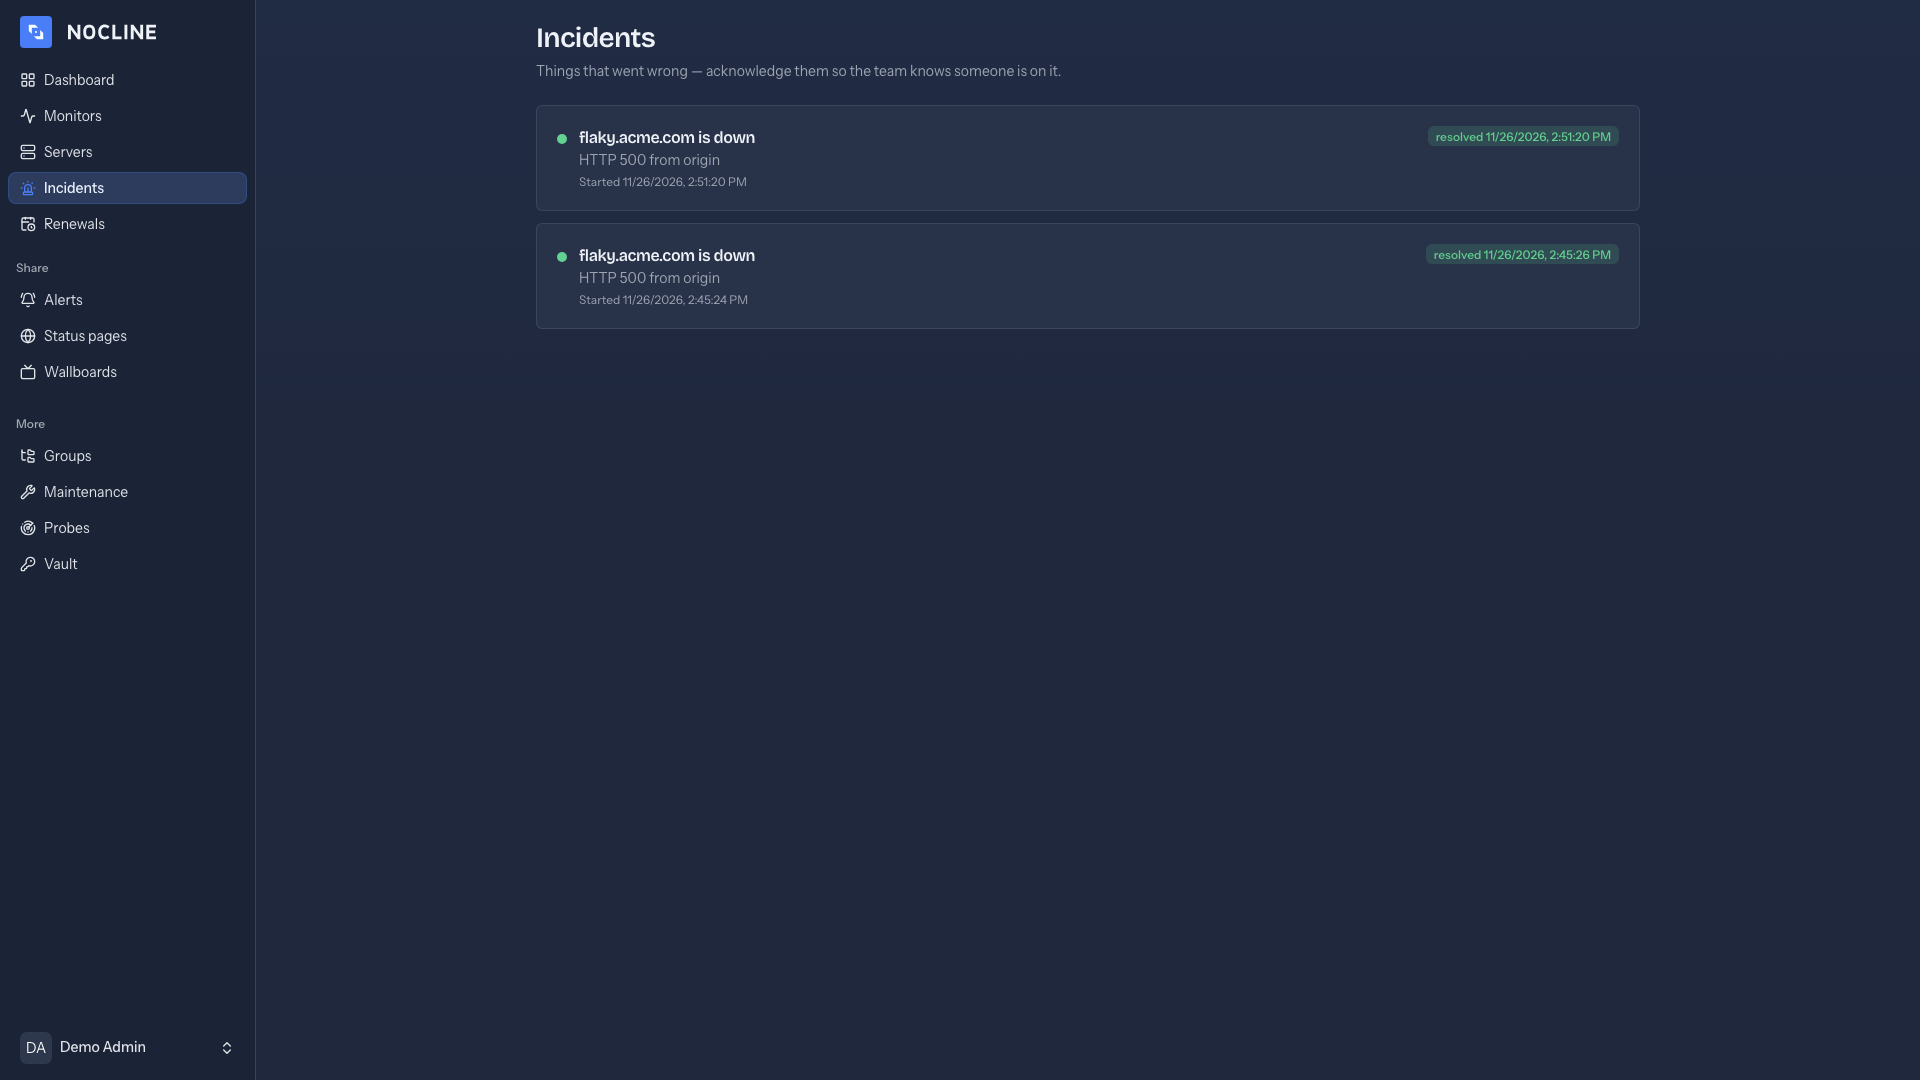 NOCLINE
Dashboard
Monitors
Servers
Incidents
Renewals
Share
Alerts
Status pages
Wallboards
More
Groups
Maintenance
Probes
Vault
DA Demo Admin
Incidents
Things that went wrong — acknowledge them so the team knows someone is on it.
flaky.acme.com is down
resolved 11/26/2026, 2:51:20 PM
HTTP 500 from origin
Started 11/26/2026, 2:51:20 PM
flaky.acme.com is down
resolved 11/26/2026, 2:45:26 PM
HTTP 500 from origin
Started 11/26/2026, 2:45:24 PM